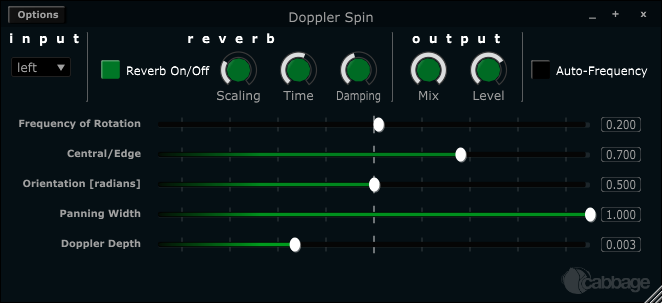 Options
Doppler Spin
input
reverb
output
left
Reverb On/Off
Scaling
Time
Damping
Mix
Level
Auto-Frequency
Frequency of Rotation 0.200
Central/Edge 0.700
Orientation [radians] 0.500
Panning Width 1.000
Doppler Depth 0.003
cabbage